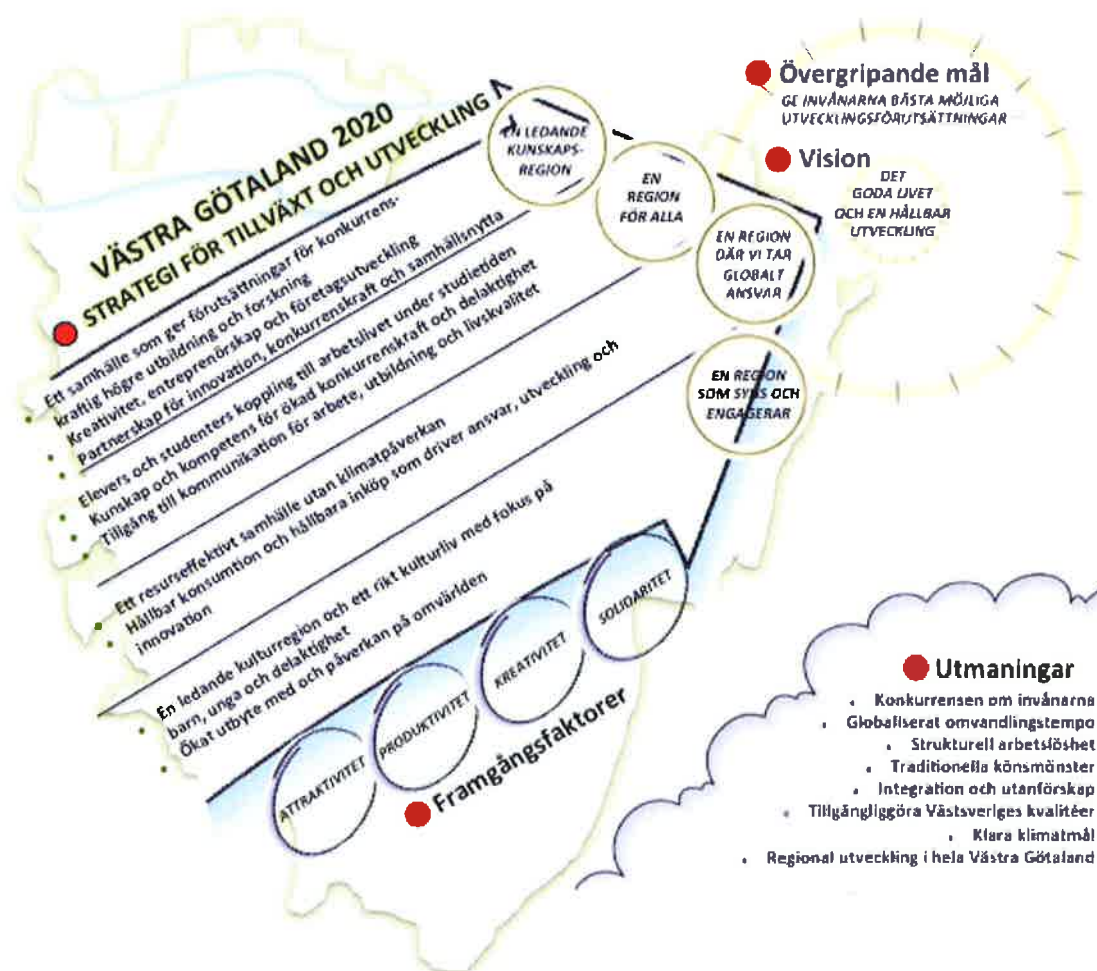 VÄSTRA GÖTALAND 2020
STRATEGI FÖR TILLVÄXT OCH UTVECKLING
Ett samhälle som ger förutsättningar för konkurrens-
kraftig högre utbildning och forskning
Kreativitet, entreprenörskap och företagsutveckling
Partnerskap för innovation, konkurrenskraft och samhällsnytta
Elevers och studenters koppling till arbetslivet under studietiden
Kunskap och kompetens för ökad konkurrenskraft och delaktighet
Tillgång till kommunikation för arbete, utbildning och livskvalitet
Ett resurseffektivt samhälle utan klimatpåverkan
Hållbar konsumtion och hållbara inköp som driver ansvar, utveckling och
innovation
En ledande kulturregion och ett rikt kulturliv med fokus på
barn, unga och delaktighet
Ökat utbyte med och påverkan på omvärlden
EN LEDANDE
KUNSKAPS-
REGION
EN
REGION
FÖR ALLA
EN REGION
DÄR VI TAR
GLOBALT
ANSVAR
EN REGION
SOM SYNS OCH
ENGAGERAR
Övergripande mål
GE INVÅNARNA BÄSTA MÖJLIGA
UTVECKLINGSFÖRUTSÄTTNINGAR
Vision
DET
GODA LIVET
OCH EN HÅLLBAR
UTVECKLING
ATTRAKTIVITET
PRODUKTIVITET
KREATIVITET
SOLIDARITET
Framgångsfaktorer
Utmaningar
• Konkurrensen om invånarna
• Globaliserat omvandlingstempo
• Strukturell arbetslöshet
• Traditionella könsmönster
• Integration och utanförskap
• Tillgängliggöra Västsveriges kvalitéer
• Klara klimatmål
• Regional utveckling i hela Västra Götaland